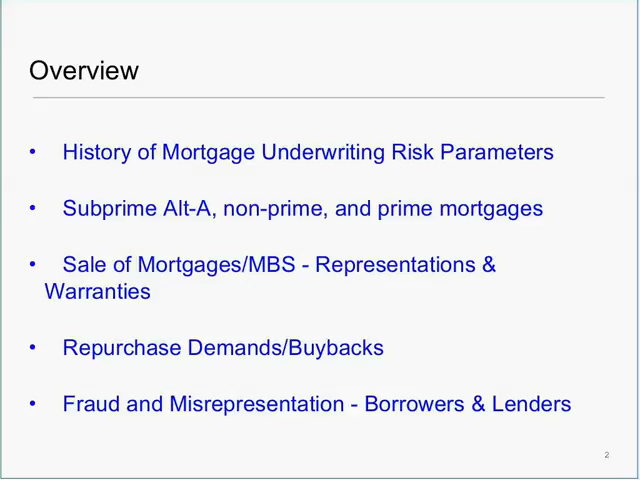 Overview
• History of Mortgage Underwriting Risk Parameters
• Subprime Alt-A, non-prime, and prime mortgages
• Sale of Mortgages/MBS - Representations &
Warranties
• Repurchase Demands/Buybacks
• Fraud and Misrepresentation - Borrowers & Lenders
2